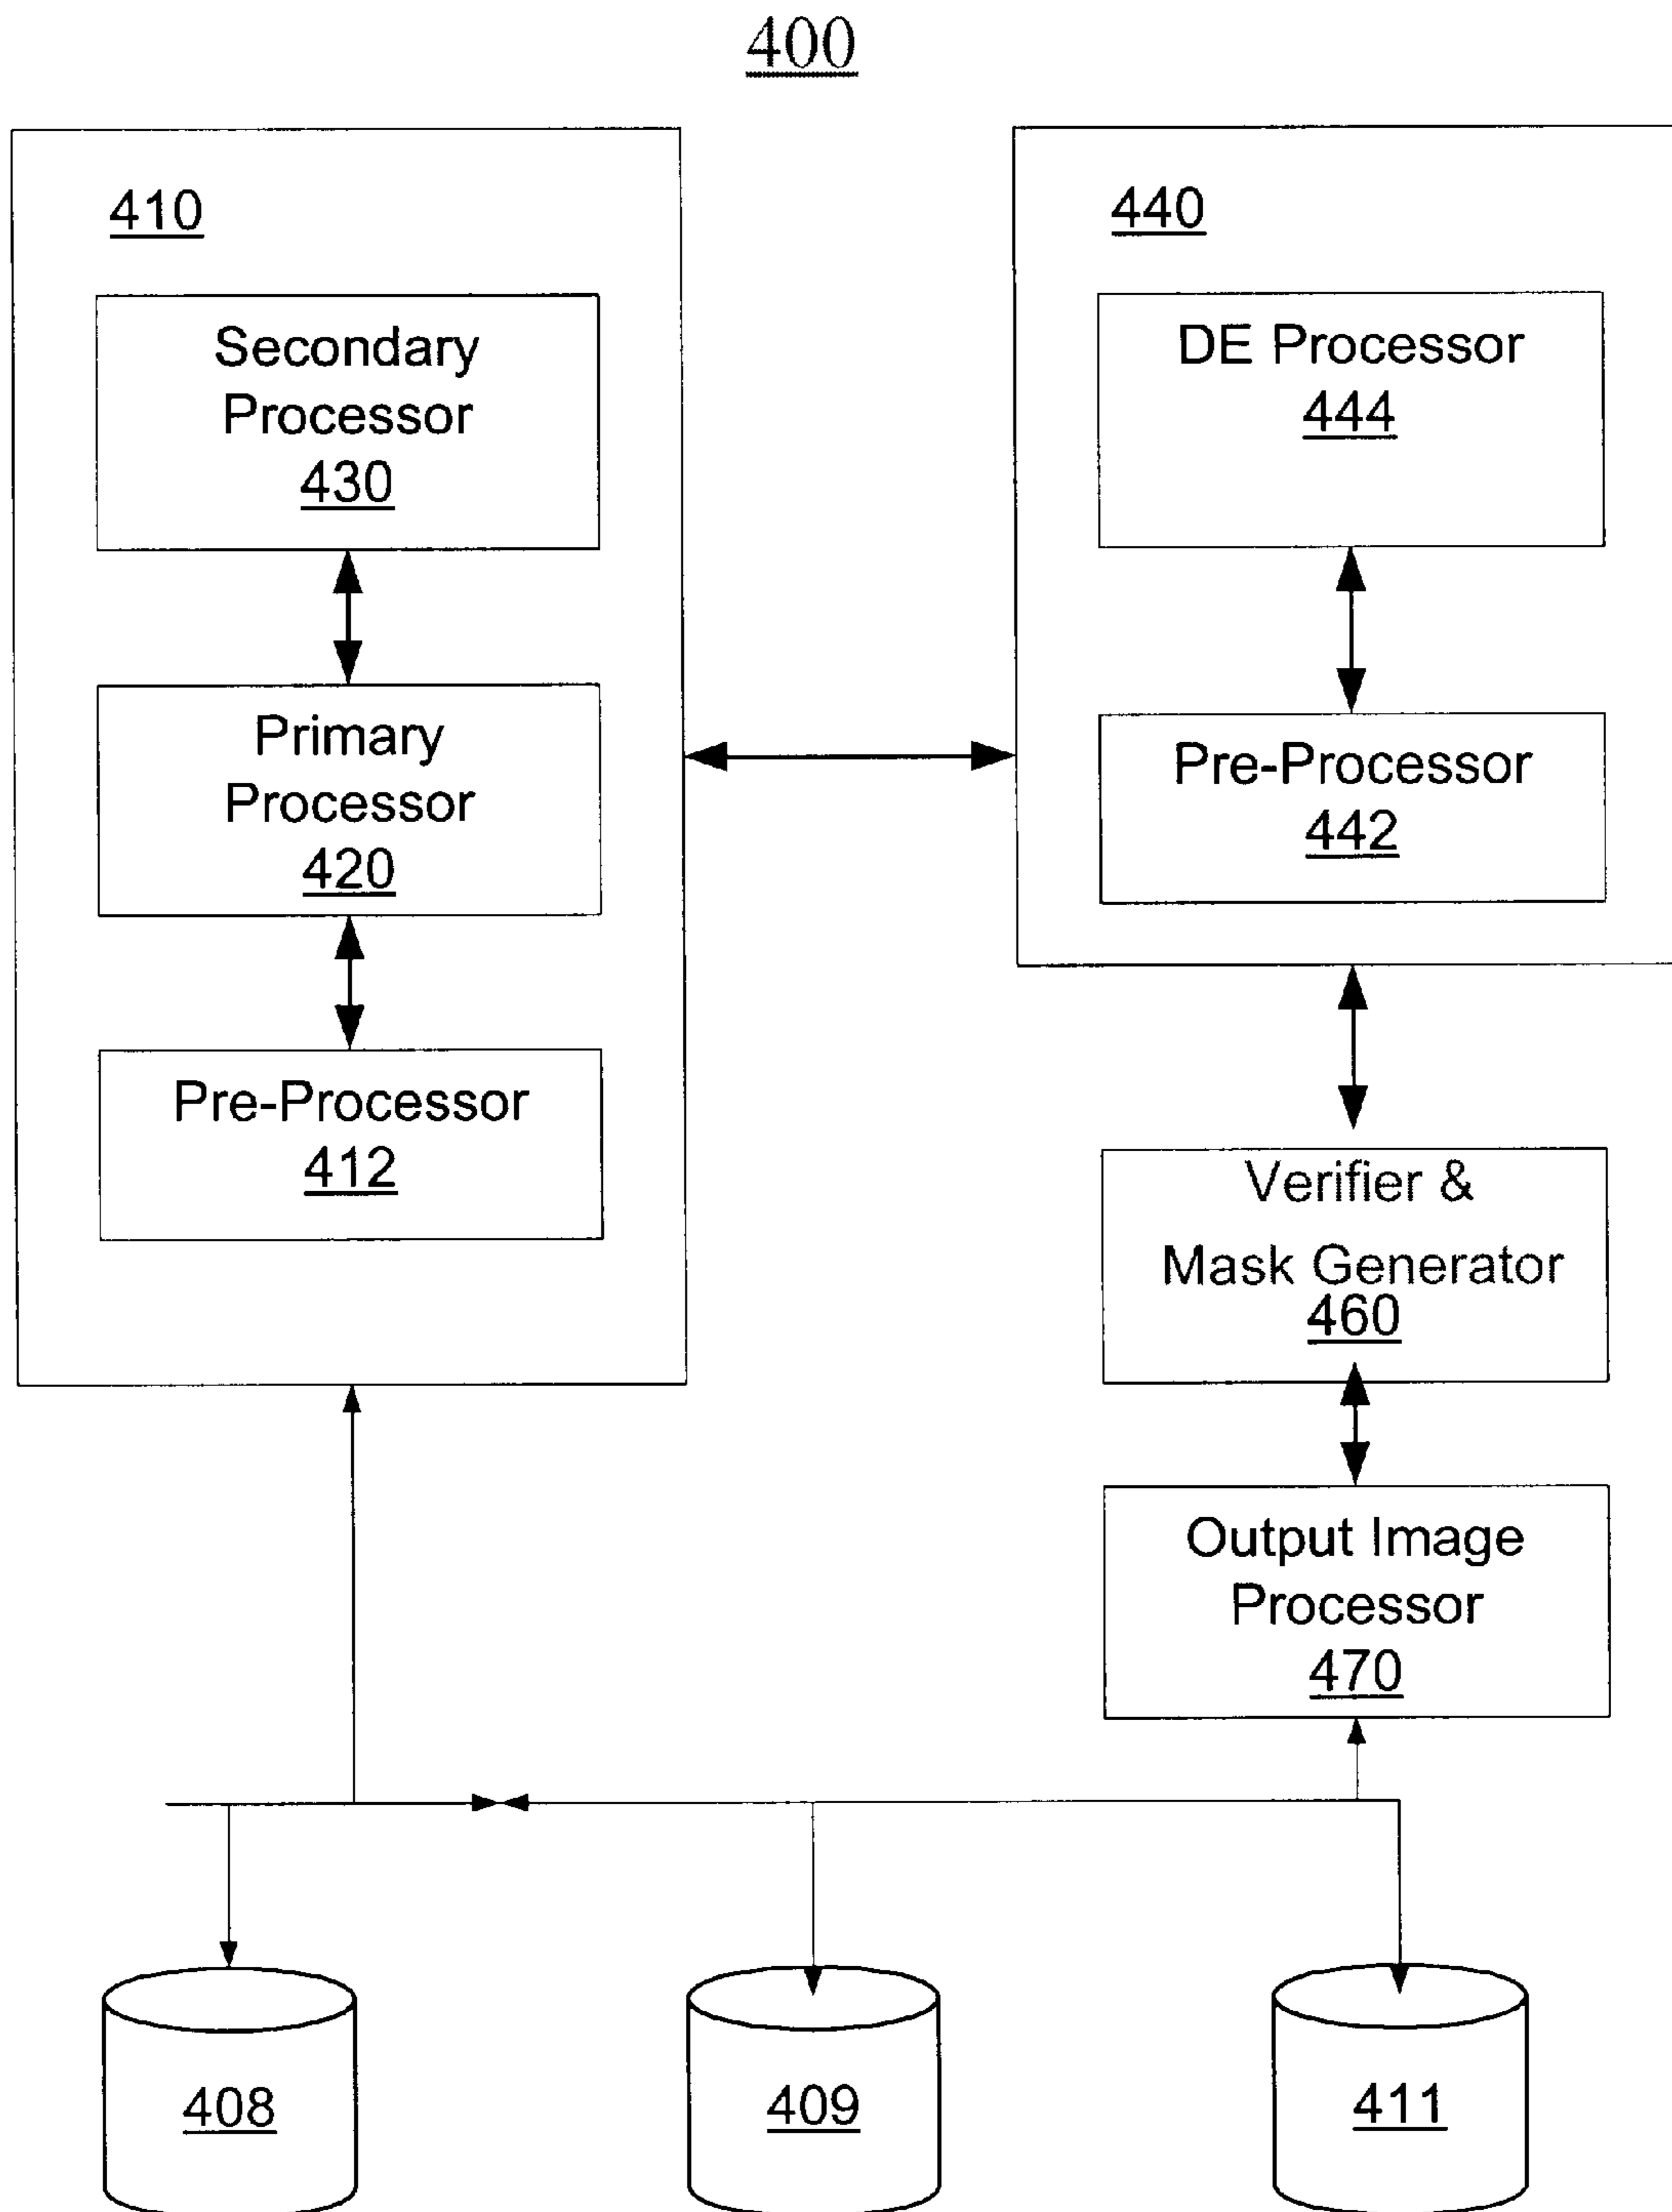 400
410
Secondary
Processor
430
Primary
Processor
420
Pre-Processor
412
440
DE Processor
444
Pre-Processor
442
Verifier &
Mask Generator
460
Output Image
Processor
470
408
409
411